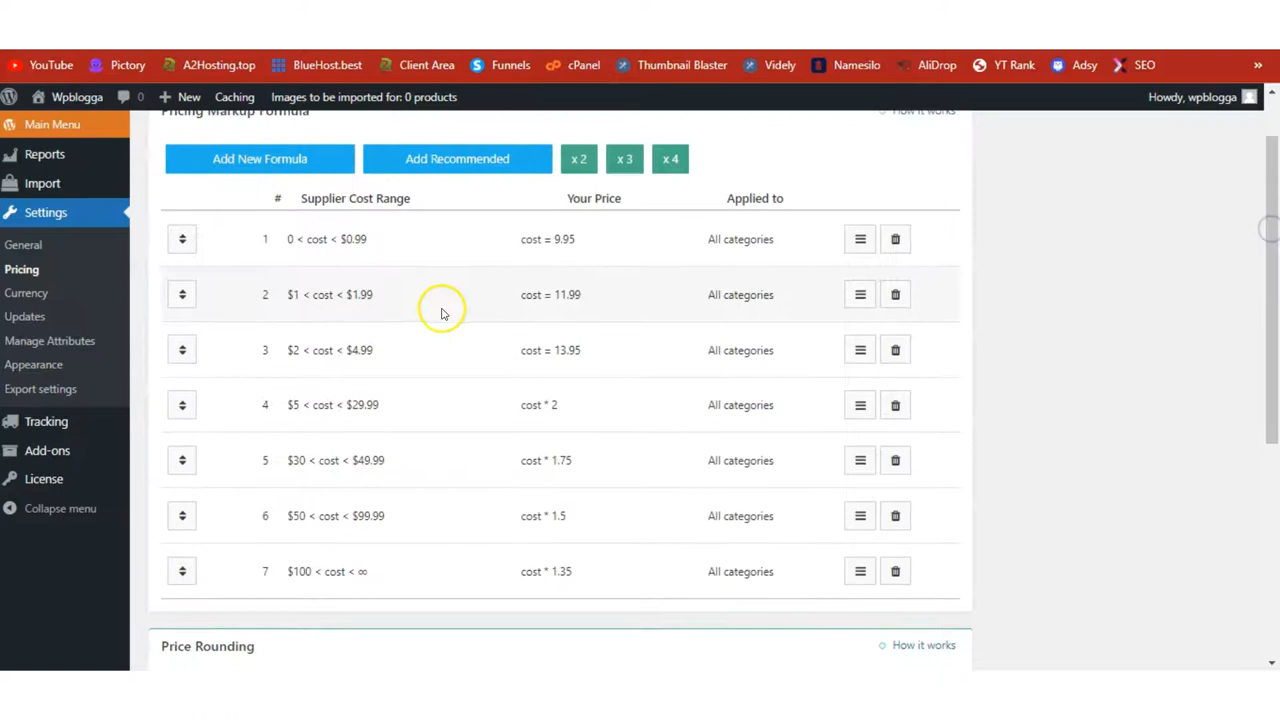 YouTube Pictory A2Hosting.top BlueHost.best Client Area Funnels cPanel Thumbnail Blaster Videly Namesilo AliDrop YT Rank Adsy SEO »
Wpblogga 0 New Caching Images to be imported for: 0 products Howdy, wpblogga
Main Menu
Reports
Import
Settings
General
Pricing
Currency
Updates
Manage Attributes
Appearance
Export settings
Tracking
Add-ons
License
Collapse menu
Pricing Markup Formula How it works
Add New Formula Add Recommended x 2 x 3 x 4
# Supplier Cost Range Your Price Applied to
1 0 < cost < $0.99 cost = 9.95 All categories
2 $1 < cost < $1.99 cost = 11.99 All categories
3 $2 < cost < $4.99 cost = 13.95 All categories
4 $5 < cost < $29.99 cost * 2 All categories
5 $30 < cost < $49.99 cost * 1.75 All categories
6 $50 < cost < $99.99 cost * 1.5 All categories
7 $100 < cost < ∞ cost * 1.35 All categories
Price Rounding How it works